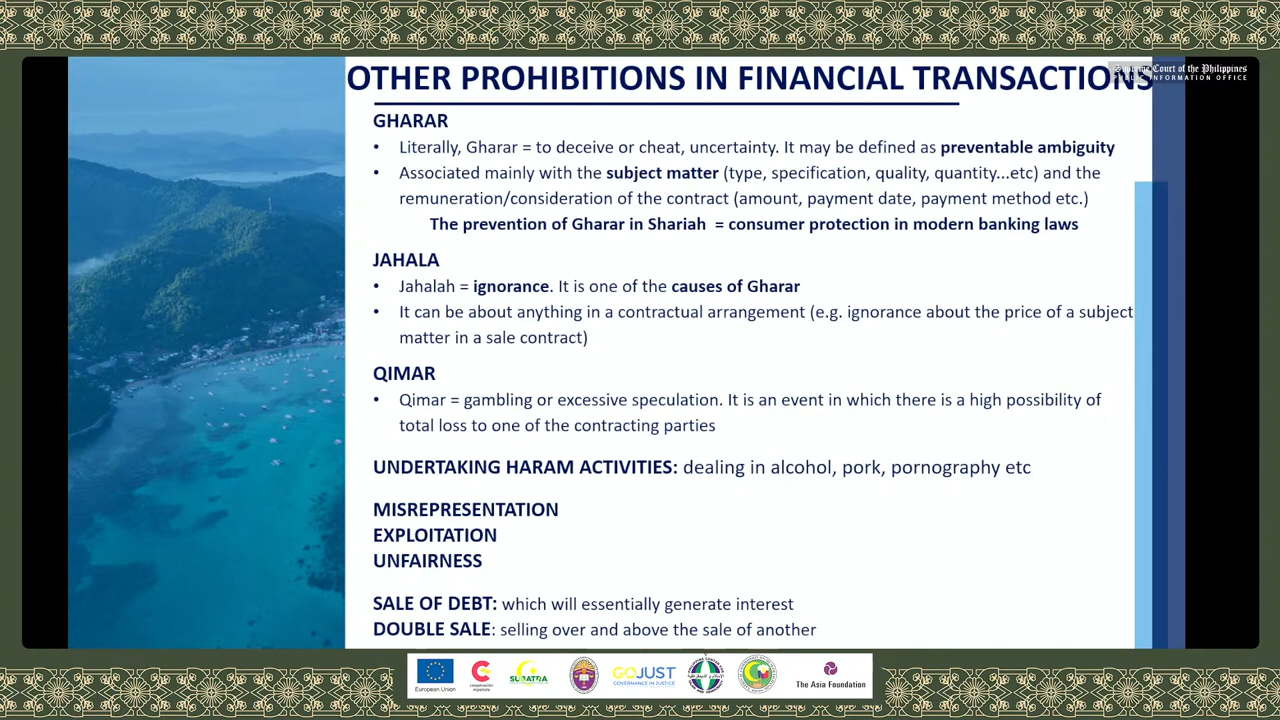 OTHER PROHIBITIONS IN FINANCIAL TRANSACTIONS
Supreme Court of the Philippines
PUBLIC INFORMATION OFFICE
GHARAR
• Literally, Gharar = to deceive or cheat, uncertainty. It may be defined as preventable ambiguity
• Associated mainly with the subject matter (type, specification, quality, quantity...etc) and the
remuneration/consideration of the contract (amount, payment date, payment method etc.)
The prevention of Gharar in Shariah = consumer protection in modern banking laws
JAHALA
• Jahalah = ignorance. It is one of the causes of Gharar
• It can be about anything in a contractual arrangement (e.g. ignorance about the price of a subject
matter in a sale contract)
QIMAR
• Qimar = gambling or excessive speculation. It is an event in which there is a high possibility of
total loss to one of the contracting parties
UNDERTAKING HARAM ACTIVITIES: dealing in alcohol, pork, pornography etc
MISREPRESENTATION
EXPLOITATION
UNFAIRNESS
SALE OF DEBT: which will essentially generate interest
DOUBLE SALE: selling over and above the sale of another
European Union
cooperación
española
SUBATRA
GOJUST
GOVERNANCE IN JUSTICE
The Asia Foundation